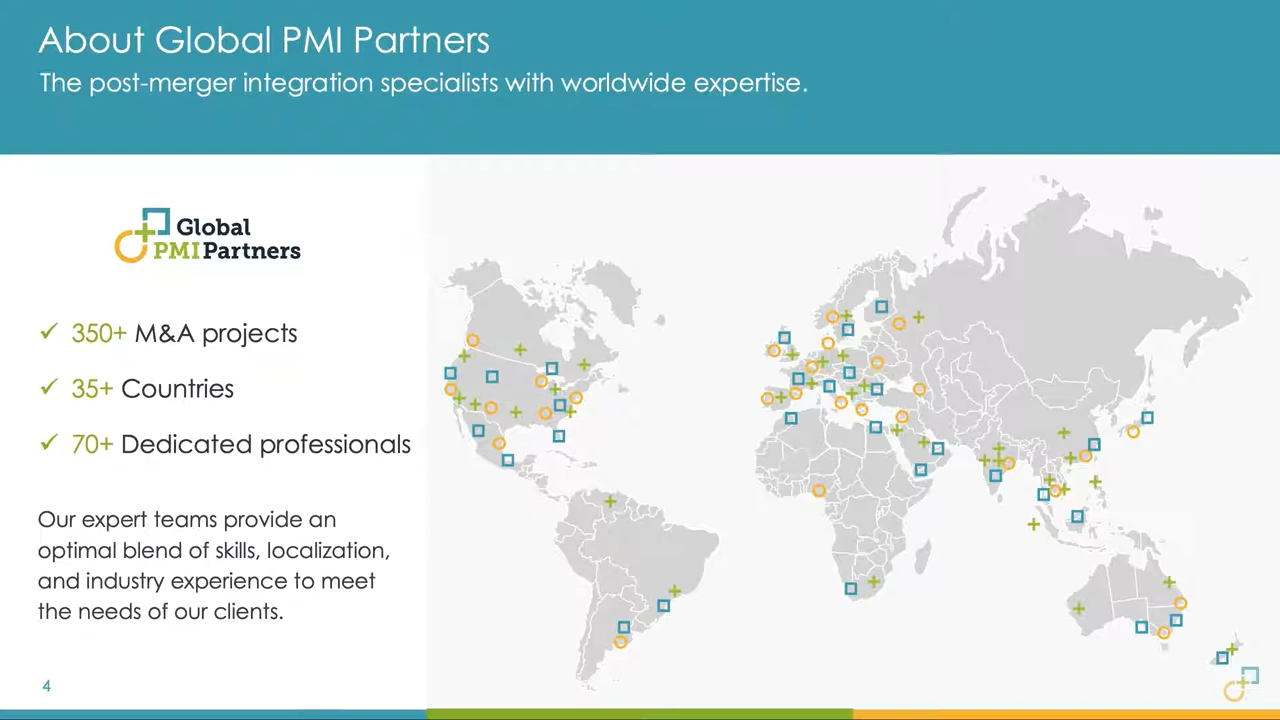 About Global PMI Partners
The post-merger integration specialists with worldwide expertise.
Global
PMI Partners
✓ 350+ M&A projects
✓ 35+ Countries
✓ 70+ Dedicated professionals
Our expert teams provide an
optimal blend of skills, localization,
and industry experience to meet
the needs of our clients.
4